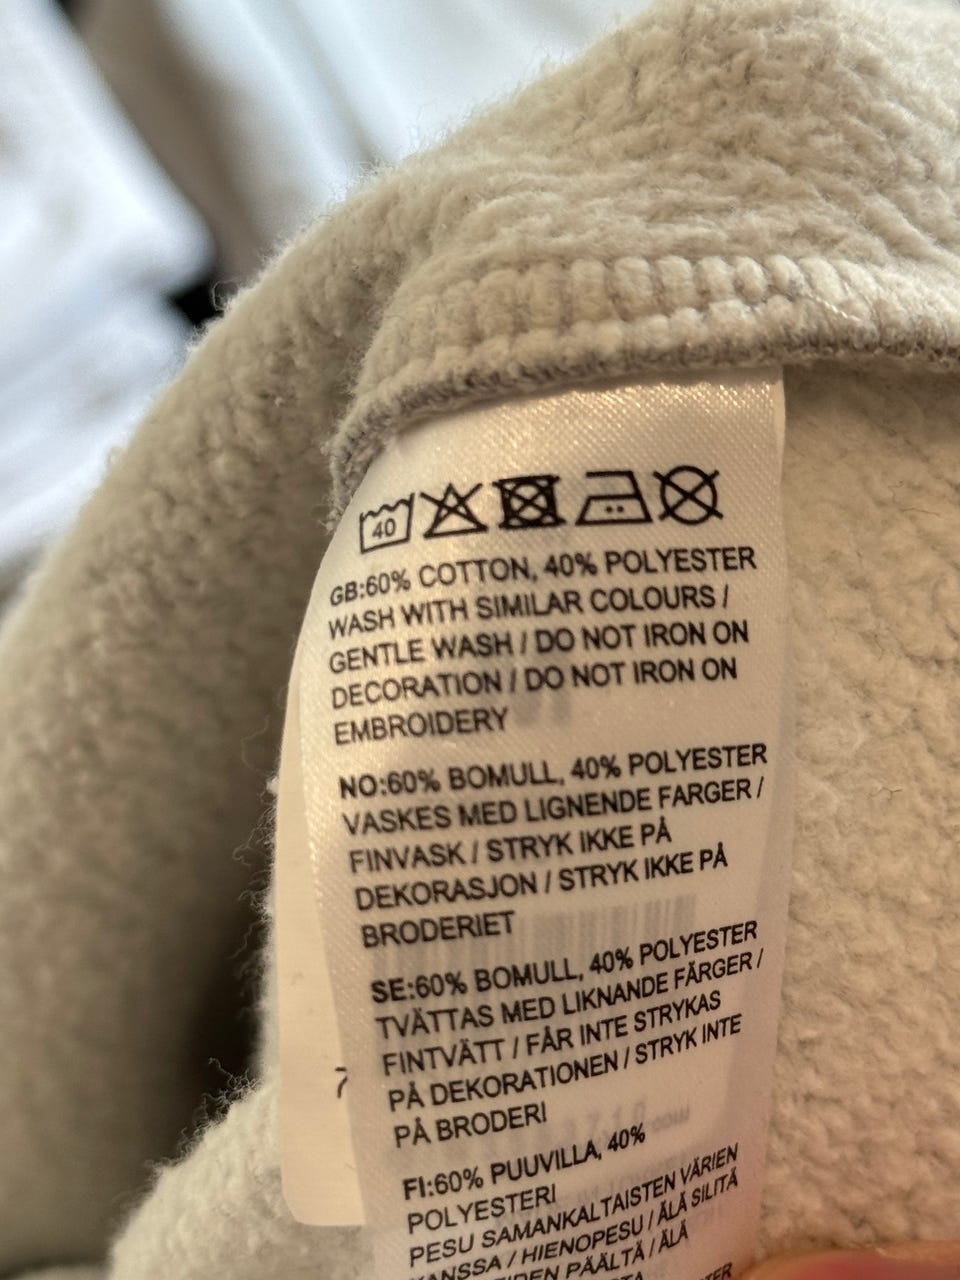 40
GB:60% COTTON, 40% POLYESTER
WASH WITH SIMILAR COLOURS /
GENTLE WASH / DO NOT IRON ON
DECORATION / DO NOT IRON ON
EMBROIDERY
NO:60% BOMULL, 40% POLYESTER
VASKES MED LIGNENDE FARGER /
FINVASK / STRYK IKKE PÅ
DEKORASJON / STRYK IKKE PÅ
BRODERIET
SE:60% BOMULL, 40% POLYESTER
TVÄTTAS MED LIKNANDE FÄRGER /
FINTVÄTT / FÅR INTE STRYKAS
PÅ DEKORATIONEN / STRYK INTE
PÅ BRODERI
FI:60% PUUVILLA, 40%
POLYESTERI
PESU SAMANKALTAISTEN VÄRIEN
KANSSA / HIENOPESU / ÄLÄ SILITÄ
PÄÄLTÄ / ÄLÄ